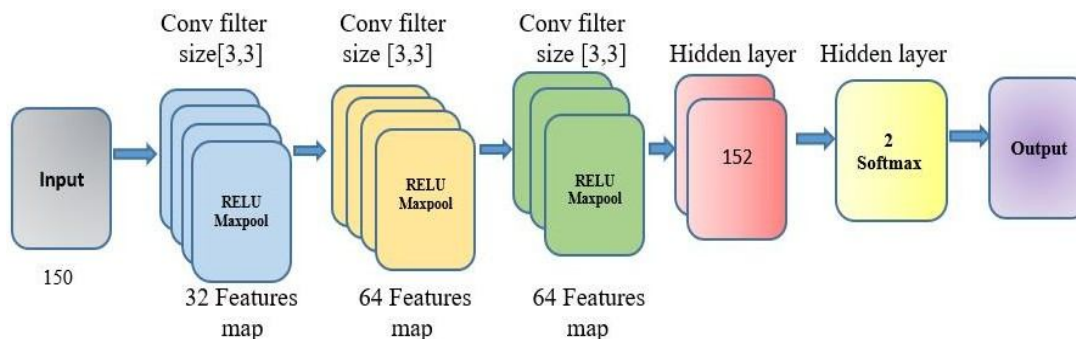 Conv filter
size[3,3]
Conv filter
size [3,3]
Conv filter
size [3,3]
Hidden layer
Hidden layer
Input
RELU
Maxpool
RELU
Maxpool
RELU
Maxpool
152
2
Softmax
Output
150
32 Features
map
64 Features
map
64 Features
map